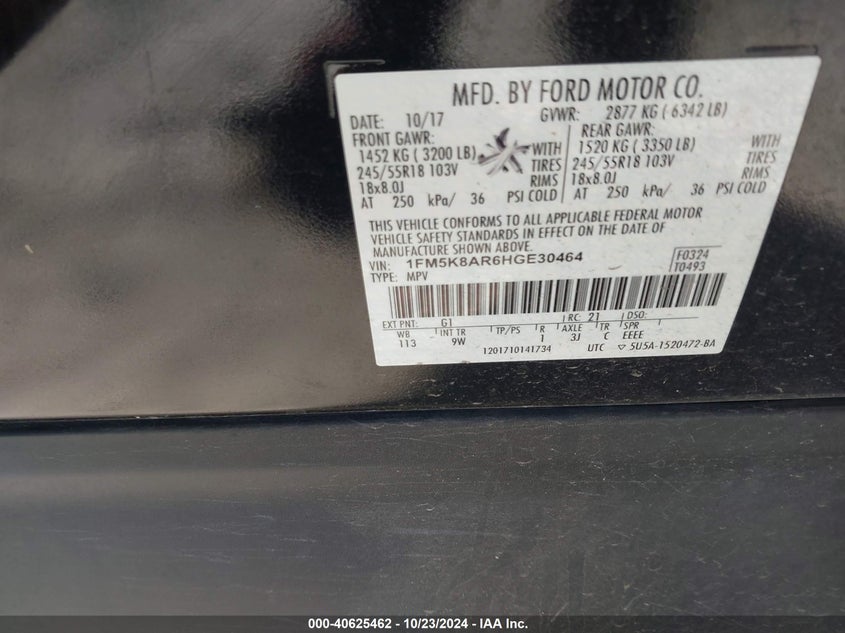 MFD. BY FORD MOTOR CO.
DATE: 10/17 GVWR: 2877 KG ( 6342 LB)
FRONT GAWR: REAR GAWR:
1452 KG ( 3200 LB) WITH 1520 KG ( 3350 LB) WITH
245/55R18 103V TIRES 245/55R18 103V TIRES
18x8.0J RIMS 18x8.0J RIMS
AT 250 kPa/ 36 PSI COLD AT 250 kPa/ 36 PSI COLD
THIS VEHICLE CONFORMS TO ALL APPLICABLE FEDERAL MOTOR
VEHICLE SAFETY STANDARDS IN EFFECT ON THE DATE OF
MANUFACTURE SHOWN ABOVE.
VIN: 1FM5K8AR6HGE30464 F0324
TYPE: MPV T0493
EXT PNT: G1 RC: 21 DSO:
WB INT TR TP/PS R AXLE TR SPR
113 9W 1 3J C EEEE
1201710141734 UTC ▽ 5U5A-1520472-BA
000-40625462 - 10/23/2024 - IAA Inc.